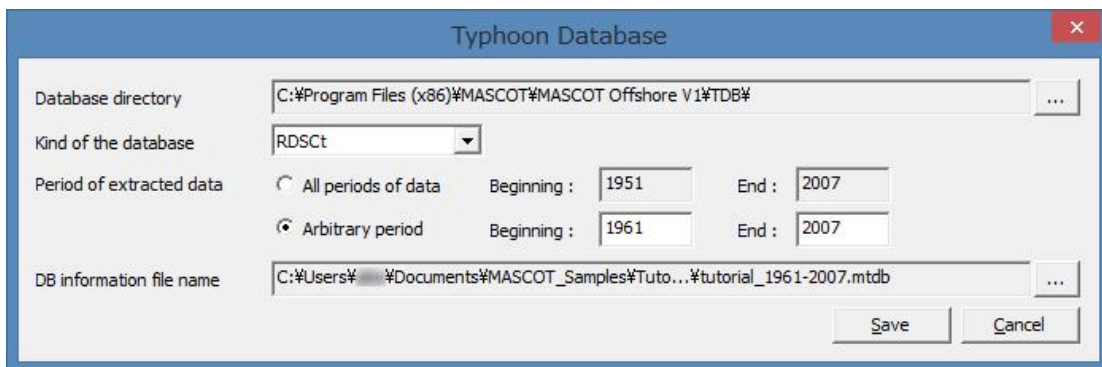 Typhoon Database
Database directory C:¥Program Files (x86)¥MASCOT¥MASCOT Offshore V1¥TDB¥ ...
Kind of the database RDSCt
Period of extracted data All periods of data Beginning : 1951 End : 2007
Arbitrary period Beginning : 1961 End : 2007
DB information file name C:¥Users¥ ¥Documents¥MASCOT_Samples¥Tuto...¥tutorial_1961-2007.mtdb ...
Save Cancel